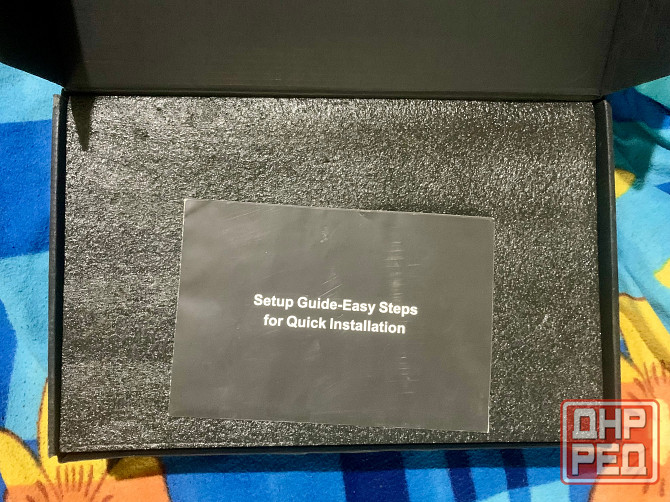 Setup Guide-Easy Steps
for Quick Installation
ДНР
РЕД